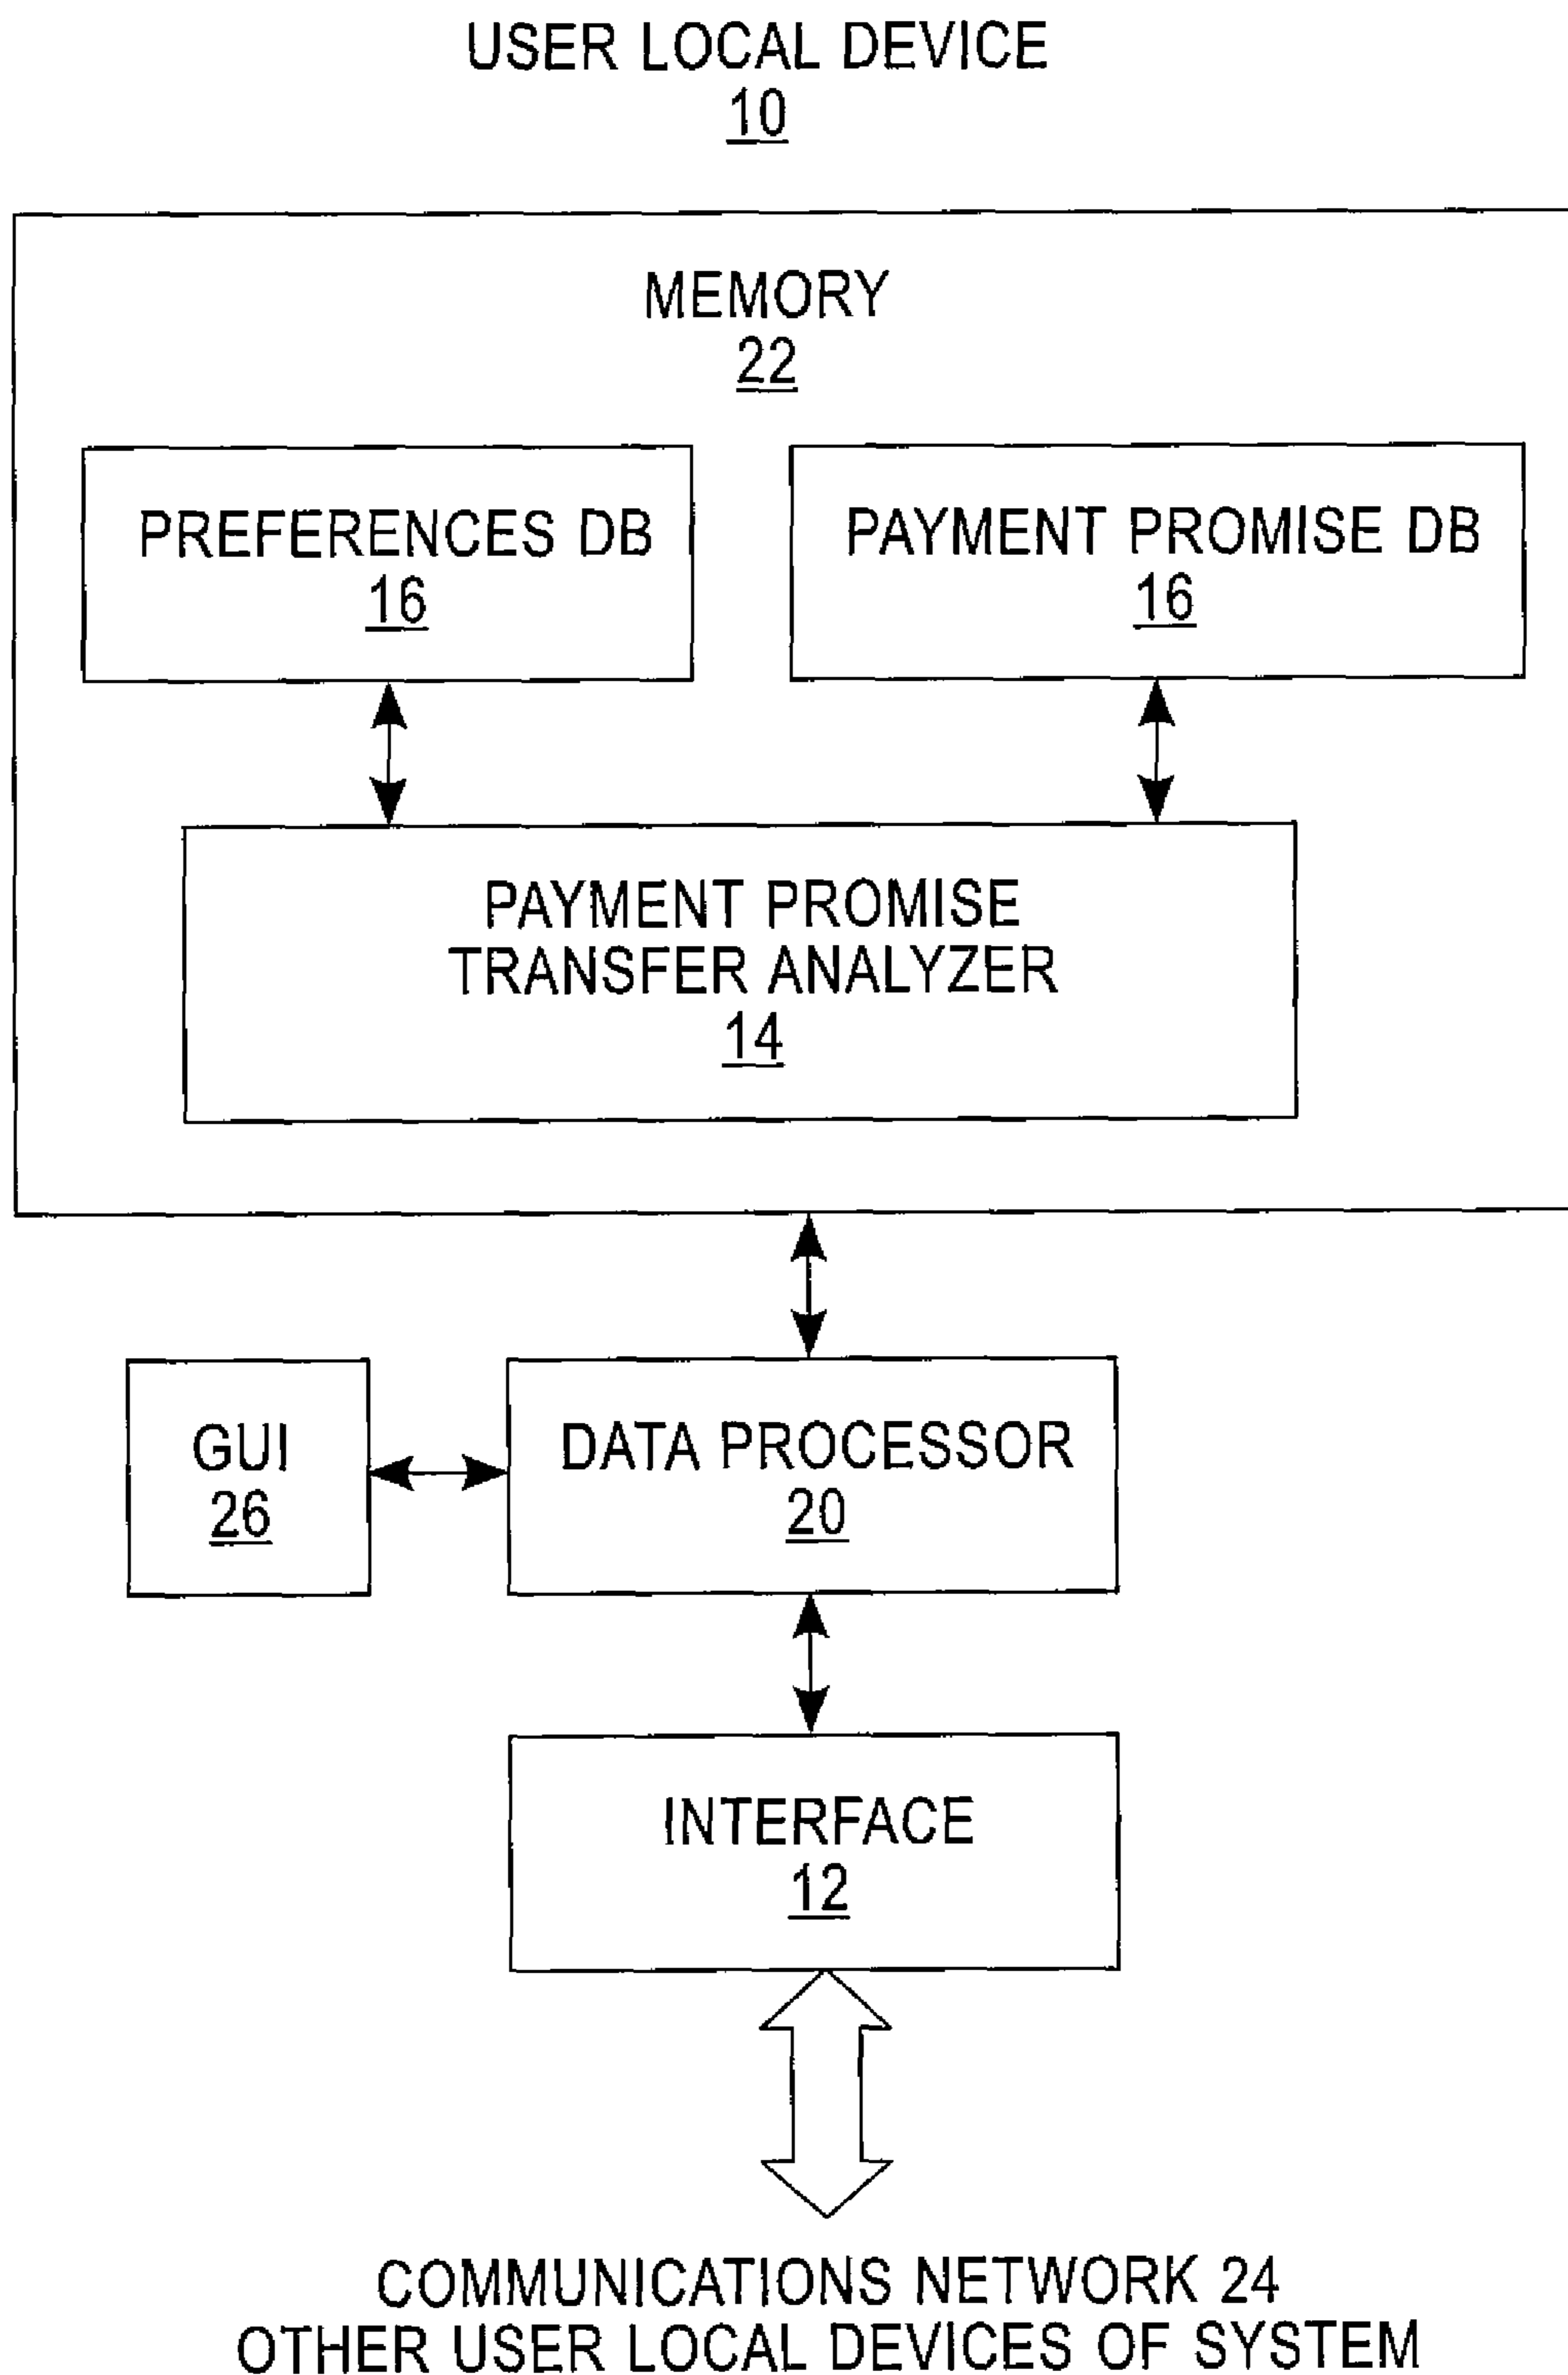 USER LOCAL DEVICE
10
MEMORY
22
PREFERENCES DB
16
PAYMENT PROMISE DB
16
PAYMENT PROMISE
TRANSFER ANALYZER
14
GUI
26
DATA PROCESSOR
20
INTERFACE
12
COMMUNICATIONS NETWORK 24
OTHER USER LOCAL DEVICES OF SYSTEM